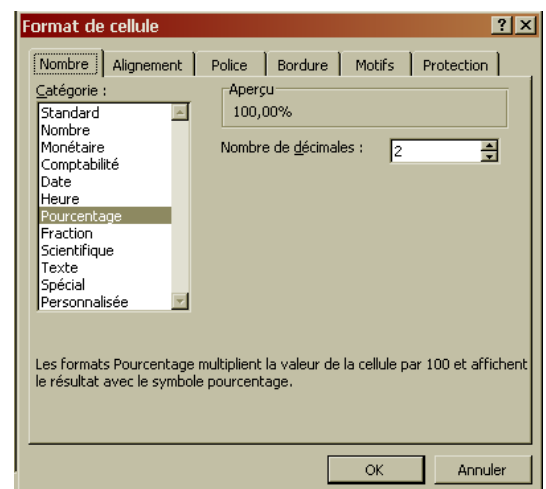 Format de cellule
Nombre Alignement Police Bordure Motifs Protection
Catégorie :
Standard
Nombre
Monétaire
Comptabilité
Date
Heure
Pourcentage
Fraction
Scientifique
Texte
Spécial
Personnalisée
Aperçu
100,00%
Nombre de décimales : 2
Les formats Pourcentage multiplient la valeur de la cellule par 100 et affichent
le résultat avec le symbole pourcentage.
OK Annuler